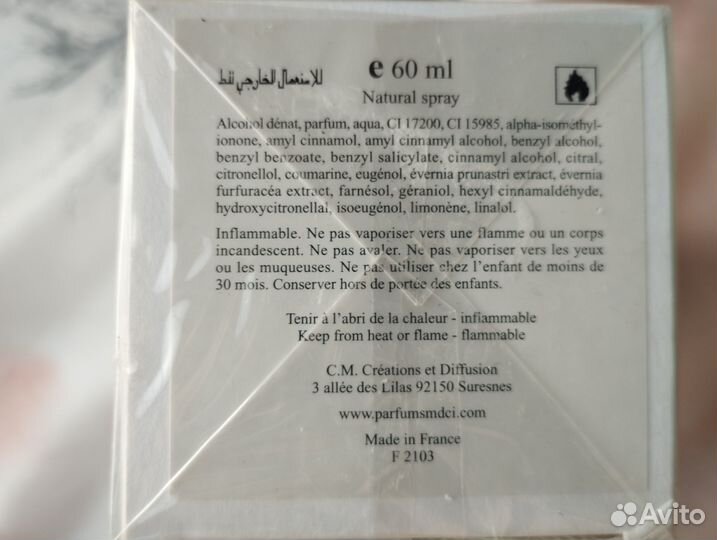 للاستعمال الخارجي فقط
e 60 ml
Natural spray
Alcohol dénat, parfum, aqua, CI 17200, CI 15985, alpha-isométhyl-
ionone, amyl cinnamol, amyl cinnamyl alcohol, benzyl alcohol,
benzyl benzoate, benzyl salicylate, cinnamyl alcohol, citral,
citronellol, coumarine, eugénol, évernia prunastri extract, évernia
furfuracéa extract, farnésol, géraniol, hexyl cinnamaldéhyde,
hydroxycitronellal, isoeugénol, limonène, linalol.
Inflammable. Ne pas vaporiser vers une flamme ou un corps
incandescent. Ne pas avaler. Ne pas vaporiser vers les yeux
ou les muqueuses. Ne pas utiliser chez l'enfant de moins de
30 mois. Conserver hors de portée des enfants.
Tenir à l'abri de la chaleur - inflammable
Keep from heat or flame - flammable
C.M. Créations et Diffusion
3 allée des Lilas 92150 Suresnes
www.parfumsmdci.com
Made in France
F 2103
Avito